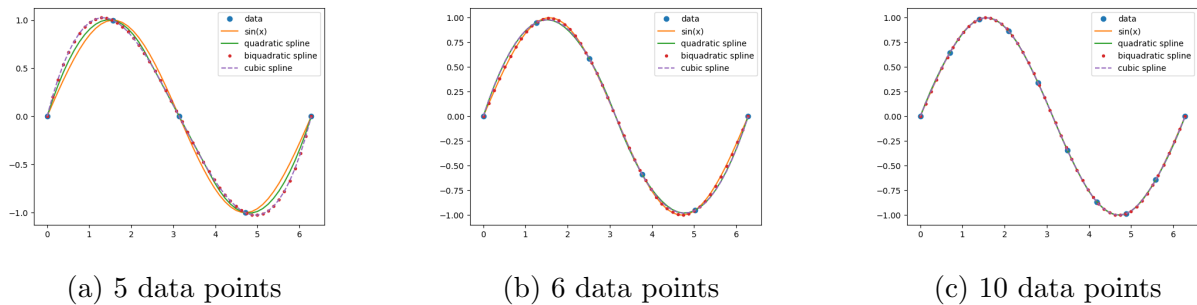 1.0
0.5
0.0
−0.5
−1.0
0 1 2 3 4 5 6
data
sin(x)
quadratic spline
biquadratic spline
cubic spline
(a) 5 data points
1.00
0.75
0.50
0.25
0.00
−0.25
−0.50
−0.75
−1.00
0 1 2 3 4 5 6
data
sin(x)
quadratic spline
biquadratic spline
cubic spline
(b) 6 data points
1.00
0.75
0.50
0.25
0.00
−0.25
−0.50
−0.75
−1.00
0 1 2 3 4 5 6
data
sin(x)
quadratic spline
biquadratic spline
cubic spline
(c) 10 data points